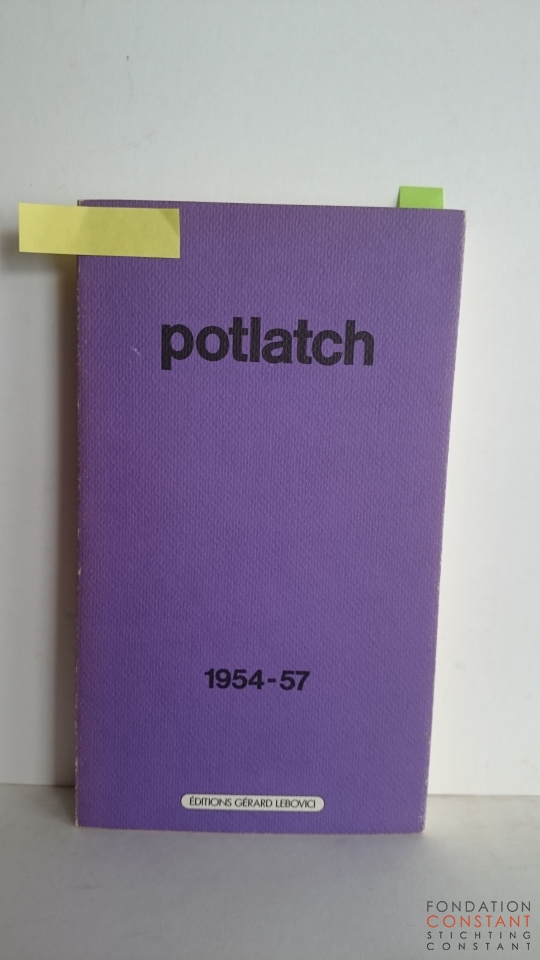 potlatch
1954-57
ÉDITIONS GÉRARD LEBOVICI
FONDATION
CONSTANT
STICHTING
CONSTANT